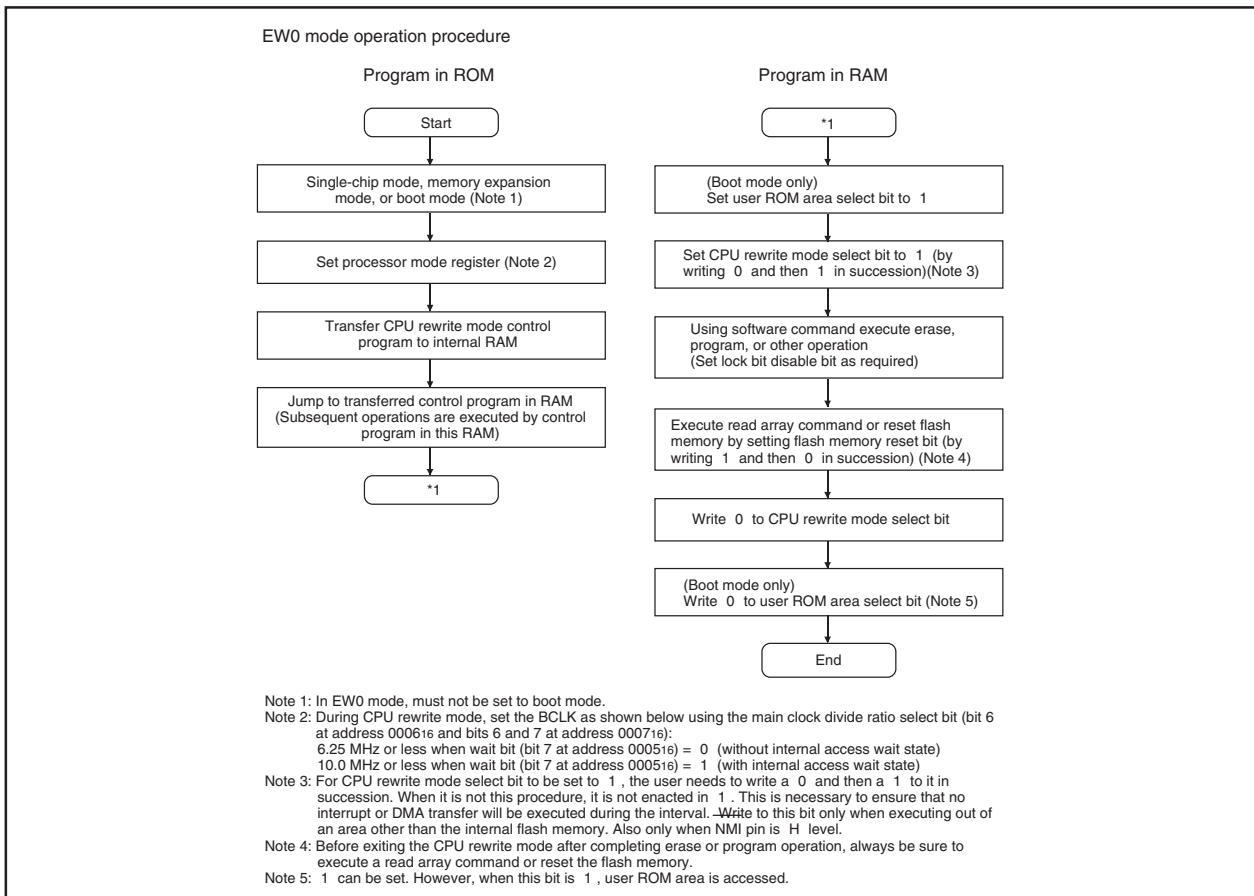 EW0 mode operation procedure
Program in ROM
Start
Single-chip mode, memory expansion
mode, or boot mode (Note 1)
Set processor mode register (Note 2)
Transfer CPU rewrite mode control
program to internal RAM
Jump to transferred control program in RAM
(Subsequent operations are executed by control
program in this RAM)
*1
Program in RAM
*1
(Boot mode only)
Set user ROM area select bit to 1
Set CPU rewrite mode select bit to 1 (by
writing 0 and then 1 in succession)(Note 3)
Using software command execute erase,
program, or other operation
(Set lock bit disable bit as required)
Execute read array command or reset flash
memory by setting flash memory reset bit (by
writing 1 and then 0 in succession) (Note 4)
Write 0 to CPU rewrite mode select bit
(Boot mode only)
Write 0 to user ROM area select bit (Note 5)
End
Note 1: In EW0 mode, must not be set to boot mode.
Note 2: During CPU rewrite mode, set the BCLK as shown below using the main clock divide ratio select bit (bit 6
at address 000616 and bits 6 and 7 at address 000716):
6.25 MHz or less when wait bit (bit 7 at address 000516) = 0 (without internal access wait state)
10.0 MHz or less when wait bit (bit 7 at address 000516) = 1 (with internal access wait state)
Note 3: For CPU rewrite mode select bit to be set to 1 , the user needs to write a 0 and then a 1 to it in
succession. When it is not this procedure, it is not enacted in 1 . This is necessary to ensure that no
interrupt or DMA transfer will be executed during the interval. Write to this bit only when executing out of
an area other than the internal flash memory. Also only when NMI pin is H level.
Note 4: Before exiting the CPU rewrite mode after completing erase or program operation, always be sure to
execute a read array command or reset the flash memory.
Note 5: 1 can be set. However, when this bit is 1 , user ROM area is accessed.